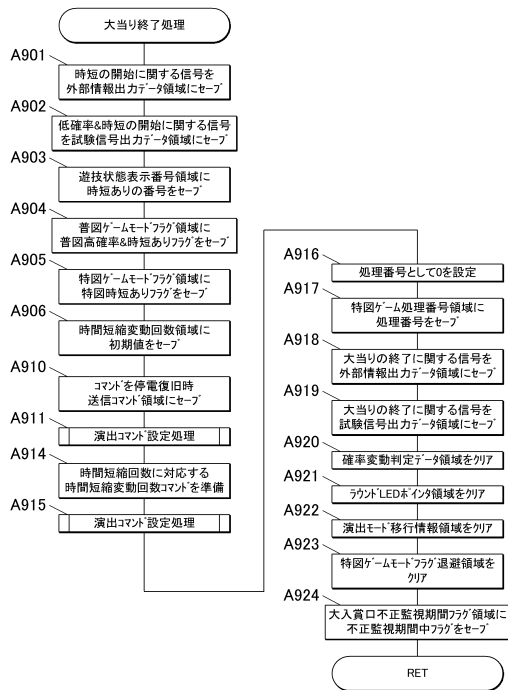 大当り終了処理
A901
時短の開始に関する信号を
外部情報出力データ領域にセーブ
A902
低確率&時短の開始に関する信号
を試験信号出力データ領域にセーブ
A903
遊技状態表示番号領域に
時短ありの番号をセーブ
A904
普図ゲームモードフラグ領域に
普図高確率&時短ありフラグをセーブ
A905
特図ゲームモードフラグ領域に
特図時短ありフラグをセーブ
A906
時間短縮変動回数領域に
初期値をセーブ
A910
コマンドを停電復旧時
送信コマンド領域にセーブ
A911
演出コマンド設定処理
A914
時間短縮回数に対応する
時間短縮変動回数コマンドを準備
A915
演出コマンド設定処理
A916
処理番号として0を設定
A917
特図ゲーム処理番号領域に
処理番号をセーブ
A918
大当りの終了に関する信号を
外部情報出力データ領域にセーブ
A919
大当りの終了に関する信号を
試験信号出力データ領域にセーブ
A920
確率変動判定データ領域をクリア
A921
ラウンドLEDポインタ領域をクリア
A922
演出モード移行情報領域をクリア
A923
特図ゲームモードフラグ退避領域を
クリア
A924
大入賞口不正監視期間フラグ領域に
不正監視期間中フラグをセーブ
RET